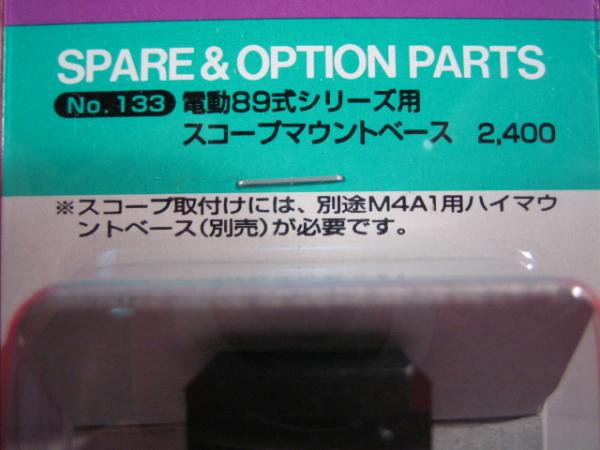 SPARE & OPTION PARTS
No.133 電動89式シリーズ用
スコープマウントベース 2,400
※スコープ取付けには、別途M4A1用ハイマウ
ントベース(別売)が必要です。